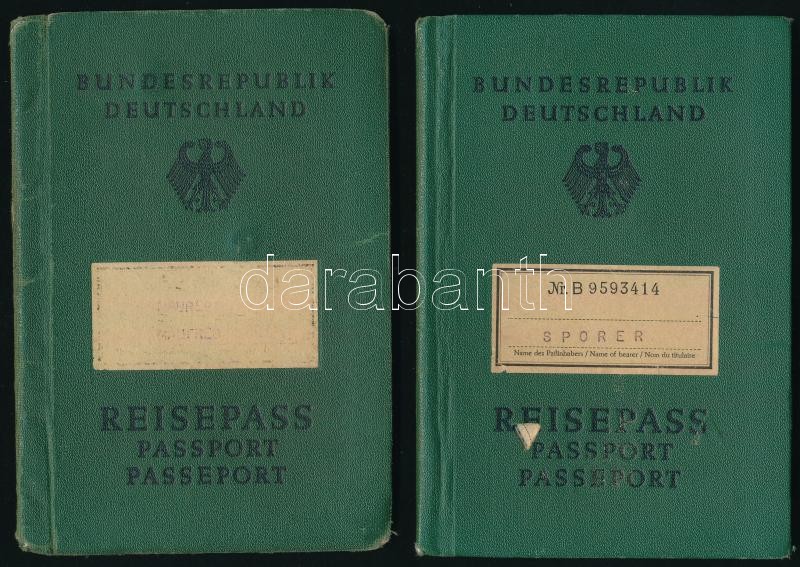 BUNDESREPUBLIK
DEUTSCHLAND
REISEPASS
PASSPORT
PASSEPORT
BUNDESREPUBLIK
DEUTSCHLAND
Nr. B 9593414
SPORER
Name des Paßinhabers / Name of bearer / Nom du titulaire
REISEPASS
PASSPORT
PASSEPORT
darabanth